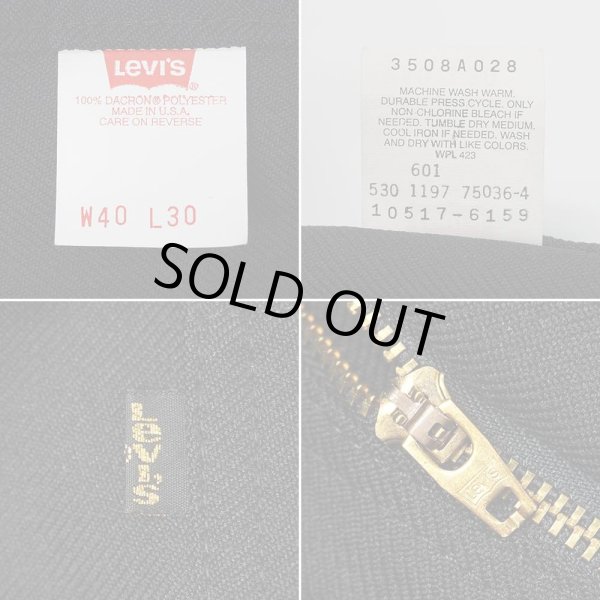 LEVI'S
100% DACRON® POLYESTER
MADE IN U.S.A.
CARE ON REVERSE
W40 L30
3508A028
MACHINE WASH WARM.
DURABLE PRESS CYCLE, ONLY
NON-CHLORINE BLEACH IF
NEEDED. TUMBLE DRY MEDIUM.
COOL IRON IF NEEDED. WASH
AND DRY WITH LIKE COLORS.
WPL 423
601
530 1197 75036-4
10517-6159
SOLD OUT
LEVI'S